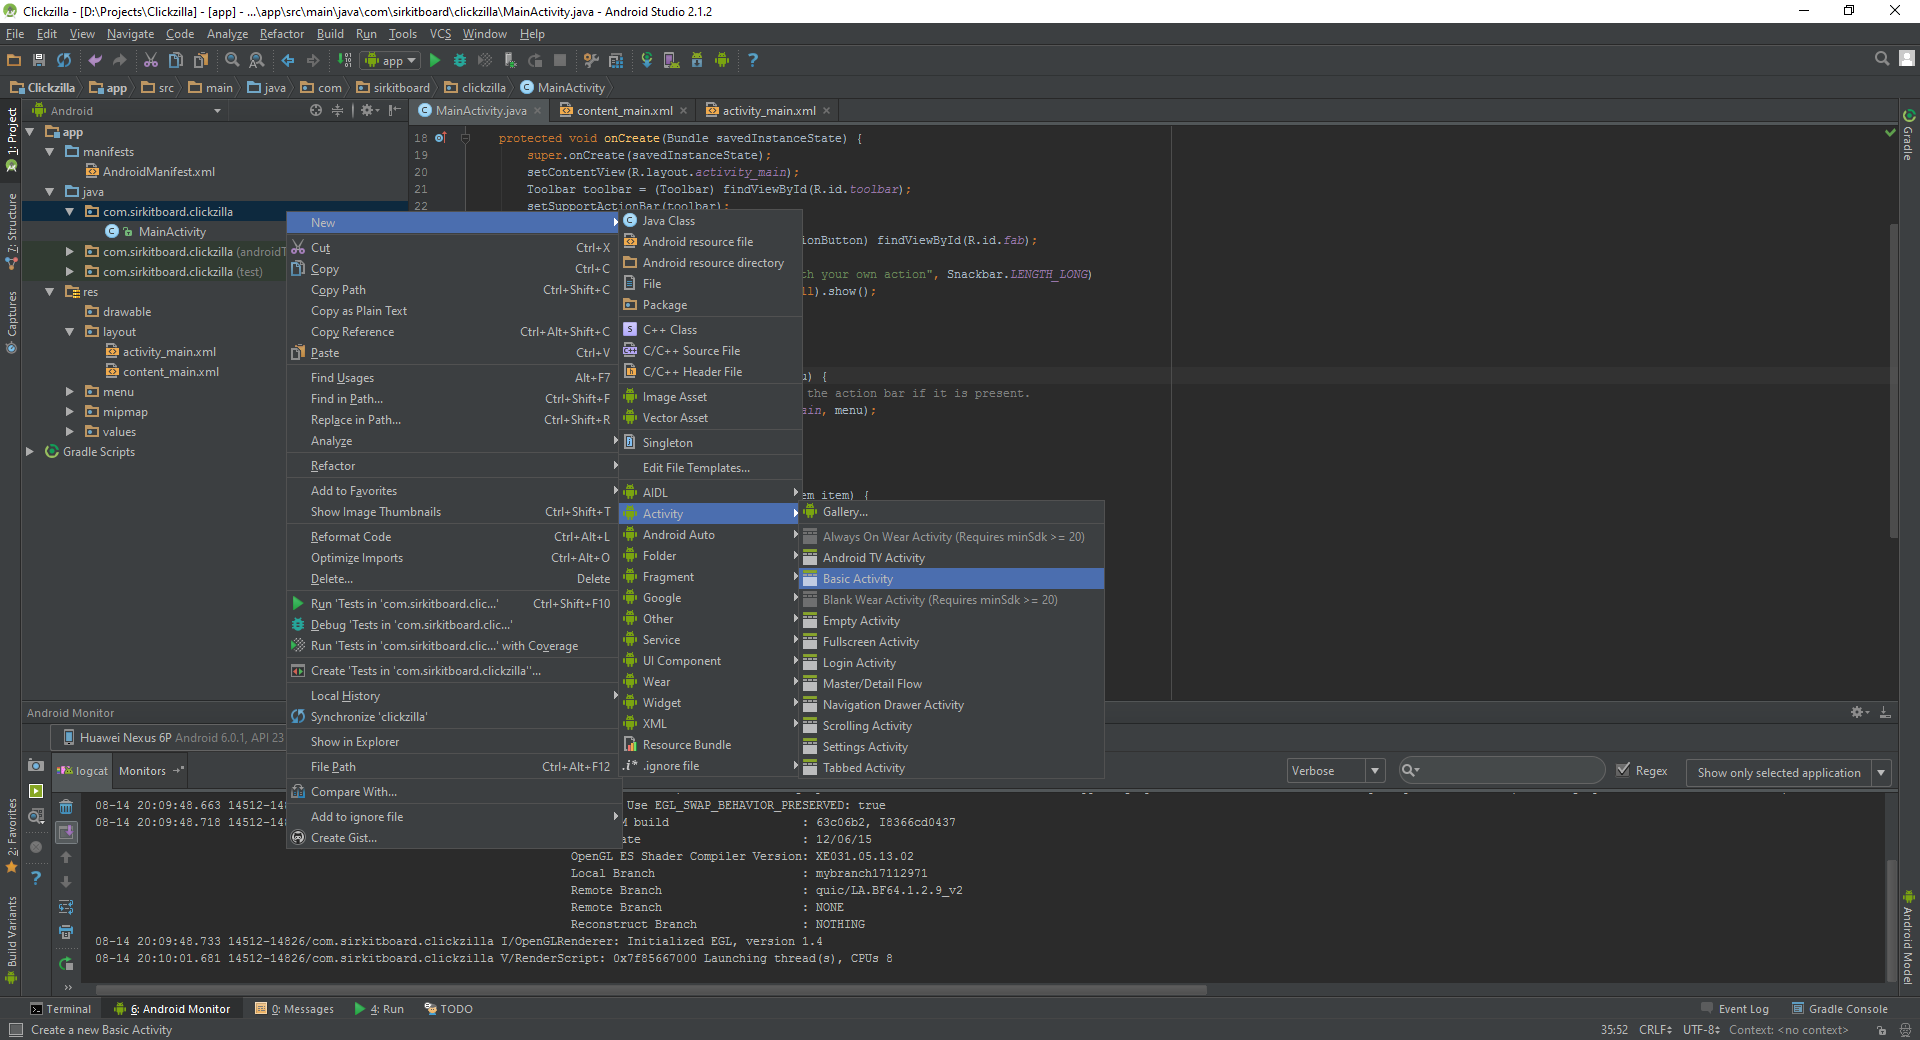 Clickzilla - [D:\Projects\Clickzilla] - [app] - ...\app\src\main\java\com\sirkitboard\clickzilla\MainActivity.java - Android Studio 2.1.2
File Edit View Navigate Code Analyze Refactor Build Run Tools VCS Window Help
app
Clickzilla app src main java com sirkitboard clickzilla MainActivity
Android
MainActivity.java content_main.xml activity_main.xml
1: Project
7: Structure
Captures
2: Favorites
Build Variants
Gradle
Android Model
app
manifests
AndroidManifest.xml
java
com.sirkitboard.clickzilla
MainActivity
com.sirkitboard.clickzilla (androidT
com.sirkitboard.clickzilla (test)
res
drawable
layout
activity_main.xml
content_main.xml
menu
mipmap
values
Gradle Scripts
18 protected void onCreate(Bundle savedInstanceState) {
19 super.onCreate(savedInstanceState);
20 setContentView(R.layout.activity_main);
21 Toolbar toolbar = (Toolbar) findViewById(R.id.toolbar);
22 setSupportActionBar(toolbar);
ionButton) findViewById(R.id.fab);
th your own action", Snackbar.LENGTH_LONG)
ll).show();
u) {
the action bar if it is present.
ain, menu);
em item) {
New
Cut Ctrl+X
Copy Ctrl+C
Copy Path Ctrl+Shift+C
Copy as Plain Text
Copy Reference Ctrl+Alt+Shift+C
Paste Ctrl+V
Find Usages Alt+F7
Find in Path... Ctrl+Shift+F
Replace in Path... Ctrl+Shift+R
Analyze
Refactor
Add to Favorites
Show Image Thumbnails Ctrl+Shift+T
Reformat Code Ctrl+Alt+L
Optimize Imports Ctrl+Alt+O
Delete... Delete
Run 'Tests in 'com.sirkitboard.clic...' Ctrl+Shift+F10
Debug 'Tests in 'com.sirkitboard.clic...'
Run 'Tests in 'com.sirkitboard.clic...' with Coverage
Create 'Tests in 'com.sirkitboard.clickzilla''...
Local History
Synchronize 'clickzilla'
Show in Explorer
File Path Ctrl+Alt+F12
Compare With...
Add to ignore file
Create Gist...
Java Class
Android resource file
Android resource directory
File
Package
C++ Class
C/C++ Source File
C/C++ Header File
Image Asset
Vector Asset
Singleton
Edit File Templates...
AIDL
Activity
Android Auto
Folder
Fragment
Google
Other
Service
UI Component
Wear
Widget
XML
Resource Bundle
.ignore file
Gallery...
Always On Wear Activity (Requires minSdk >= 20)
Android TV Activity
Basic Activity
Blank Wear Activity (Requires minSdk >= 20)
Empty Activity
Fullscreen Activity
Login Activity
Master/Detail Flow
Navigation Drawer Activity
Scrolling Activity
Settings Activity
Tabbed Activity
Android Monitor
Huawei Nexus 6P Android 6.0.1, API 23
logcat Monitors
Verbose Regex Show only selected application
08-14 20:09:48.663 14512-14 Use EGL_SWAP_BEHAVIOR_PRESERVED: true
08-14 20:09:48.718 14512-14 M build : 63c06b2, I8366cd0437
ate : 12/06/15
OpenGL ES Shader Compiler Version: XE031.05.13.02
Local Branch : mybranch17112971
Remote Branch : quic/LA.BF64.1.2.9_v2
Remote Branch : NONE
Reconstruct Branch : NOTHING
08-14 20:09:48.733 14512-14826/com.sirkitboard.clickzilla I/OpenGLRenderer: Initialized EGL, version 1.4
08-14 20:10:01.681 14512-14826/com.sirkitboard.clickzilla V/RenderScript: 0x7f85667000 Launching thread(s), CPUs 8
Terminal 6: Android Monitor 0: Messages 4: Run TODO Event Log Gradle Console
Create a new Basic Activity 35:52 CRLF UTF-8 Context: <no context>